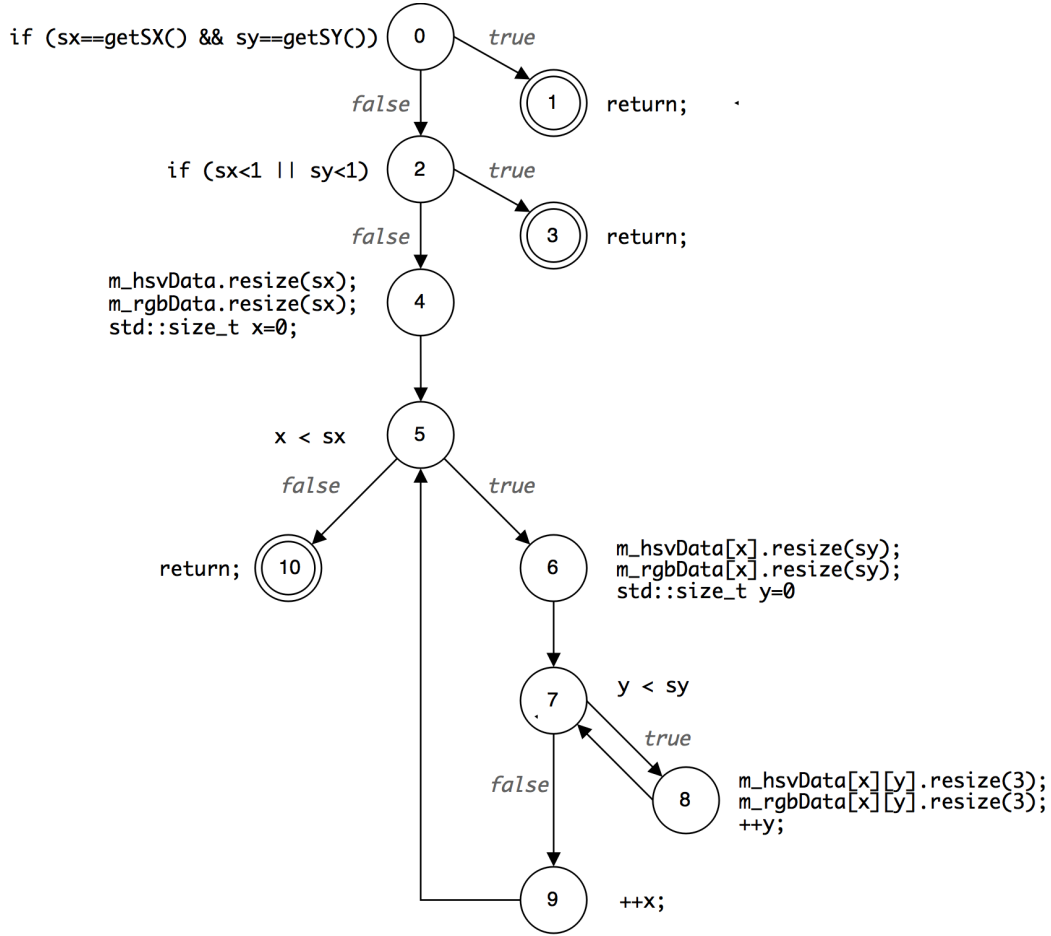 if (sx==getSX() && sy==getSY())
0
true
false
1
return;
if (sx<1 || sy<1)
2
true
false
3
return;
m_hsvData.resize(sx);
m_rgbData.resize(sx);
std::size_t x=0;
4
x < sx
5
false
true
return;
10
6
m_hsvData[x].resize(sy);
m_rgbData[x].resize(sy);
std::size_t y=0
7
y < sy
true
false
8
m_hsvData[x][y].resize(3);
m_rgbData[x][y].resize(3);
++y;
9
++x;